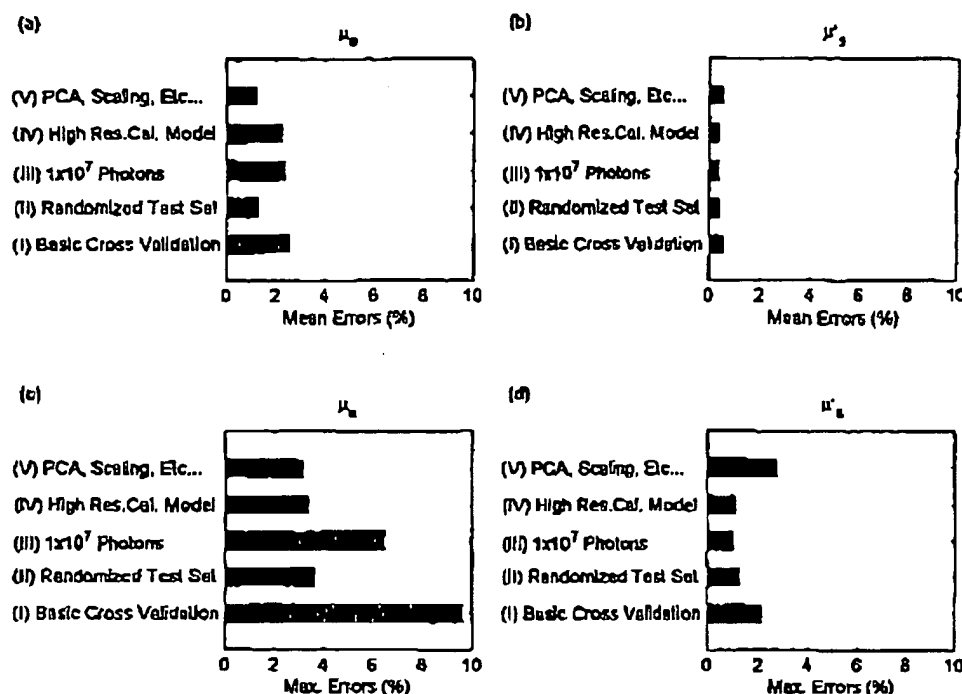 (a)
μa
(V) PCA, Scaling, Etc...
(IV) High Res.Cal. Model
(III) 1x10⁷ Photons
(II) Randomized Test Set
(I) Basic Cross Validation
0 2 4 6 8 10
Mean Errors (%)
(b)
μ's
(V) PCA, Scaling, Etc...
(IV) High Res.Cal. Model
(III) 1x10⁷ Photons
(II) Randomized Test Set
(I) Basic Cross Validation
0 2 4 6 8 10
Mean Errors (%)
(c)
μa
(V) PCA, Scaling, Etc...
(IV) High Res.Cal. Model
(III) 1x10⁷ Photons
(II) Randomized Test Set
(I) Basic Cross Validation
0 2 4 6 8 10
Max. Errors (%)
(d)
μ's
(V) PCA, Scaling, Etc...
(IV) High Res.Cal. Model
(III) 1x10⁷ Photons
(II) Randomized Test Set
(I) Basic Cross Validation
0 2 4 6 8 10
Max. Errors (%)